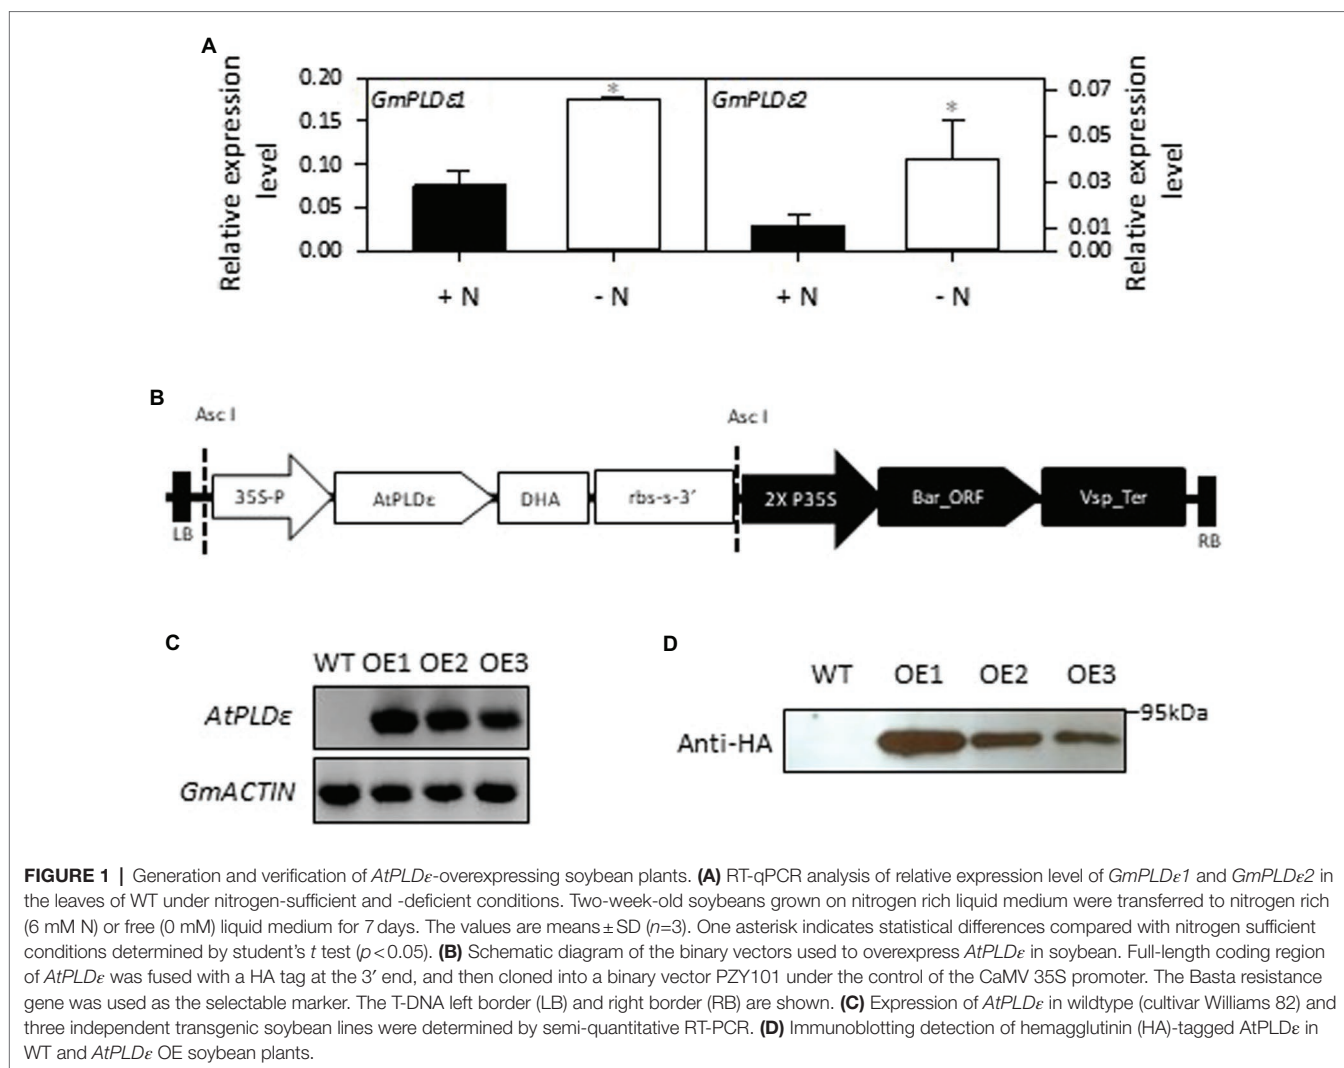 A
Relative expression
level
0.20
0.15
0.10
0.05
0.00
GmPLDε1
*
GmPLDε2
*
0.07
0.05
0.03
0.01
0.00
Relative expression
level
+ N
- N
+ N
- N
B
Asc I
Asc I
35S-P
AtPLDε
DHA
rbs-s-3′
2X P35S
Bar_ORF
Vsp_Ter
LB
RB
C
WT OE1 OE2 OE3
AtPLDε
GmACTIN
D
WT OE1 OE2 OE3
95kDa
Anti-HA
FIGURE 1 | Generation and verification of AtPLDε-overexpressing soybean plants. (A) RT-qPCR analysis of relative expression level of GmPLDε1 and GmPLDε2 in
the leaves of WT under nitrogen-sufficient and -deficient conditions. Two-week-old soybeans grown on nitrogen rich liquid medium were transferred to nitrogen rich
(6 mM N) or free (0 mM) liquid medium for 7 days. The values are means ± SD (n=3). One asterisk indicates statistical differences compared with nitrogen sufficient
conditions determined by student's t test (p < 0.05). (B) Schematic diagram of the binary vectors used to overexpress AtPLDε in soybean. Full-length coding region
of AtPLDε was fused with a HA tag at the 3′ end, and then cloned into a binary vector PZY101 under the control of the CaMV 35S promoter. The Basta resistance
gene was used as the selectable marker. The T-DNA left border (LB) and right border (RB) are shown. (C) Expression of AtPLDε in wildtype (cultivar Williams 82) and
three independent transgenic soybean lines were determined by semi-quantitative RT-PCR. (D) Immunoblotting detection of hemagglutinin (HA)-tagged AtPLDε in
WT and AtPLDε OE soybean plants.